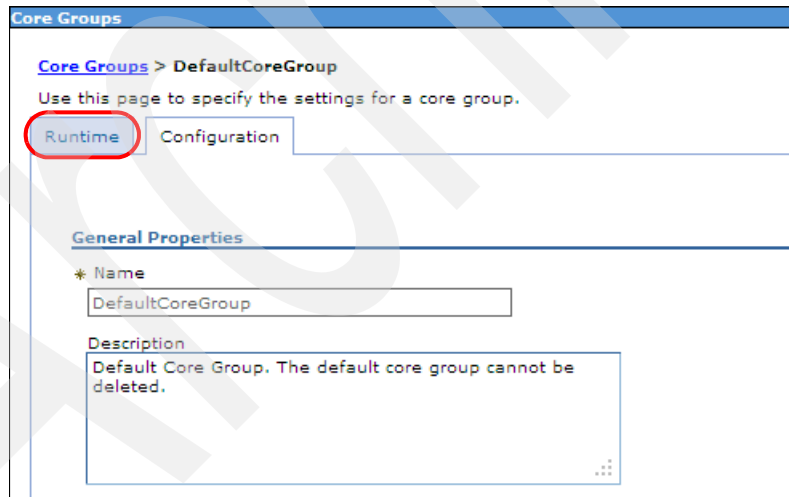 Core Groups
Core Groups > DefaultCoreGroup
Use this page to specify the settings for a core group.
Runtime
Configuration
General Properties
* Name
DefaultCoreGroup
Description
Default Core Group. The default core group cannot be
deleted.